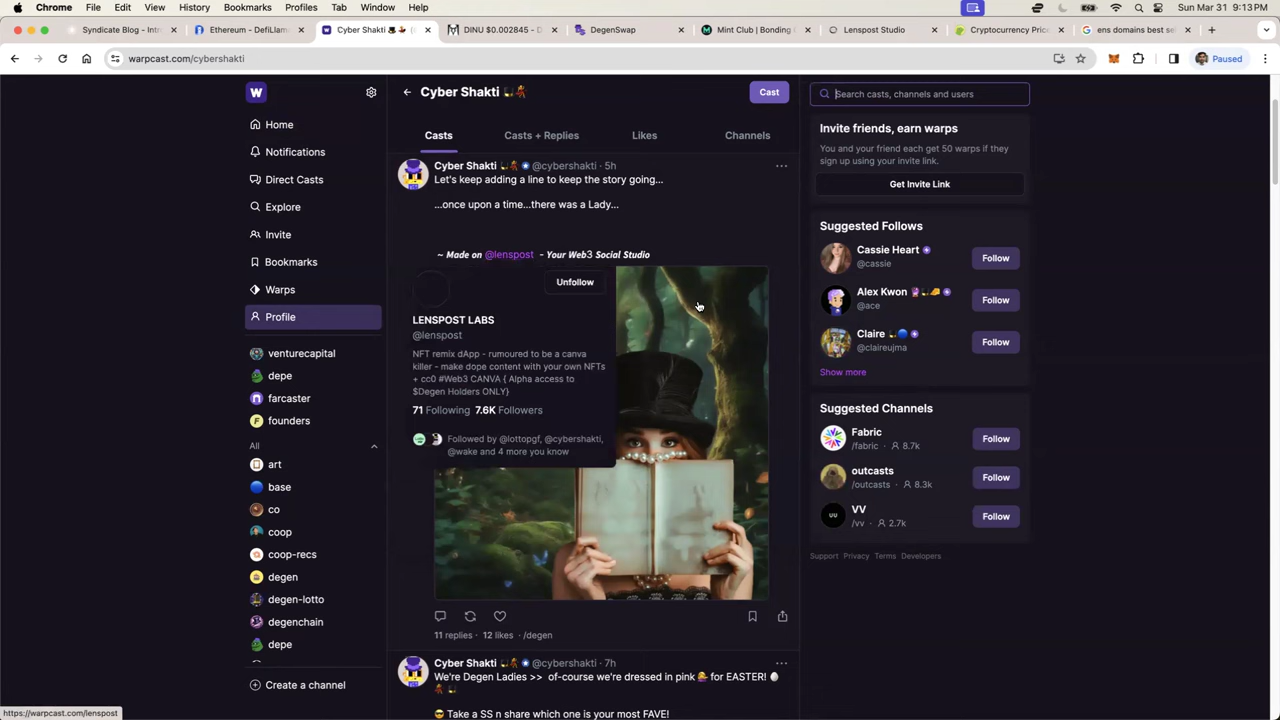 Chrome File Edit View History Bookmarks Profiles Tab Window Help Sun Mar 31 9:13 PM
Syndicate Blog - Intr Ethereum - DefiLlam Cyber Shakti DINU $0.002845 - D DegenSwap Mint Club | Bonding Lenspost Studio Cryptocurrency Price ens domains best sel
warpcast.com/cybershakti Paused
Home
Notifications
Direct Casts
Explore
Invite
Bookmarks
Warps
Profile
venturecapital
depe
farcaster
founders
All
art
base
co
coop
coop-recs
degen
degen-lotto
degenchain
depe
Create a channel
Cyber Shakti
Cast
Casts Casts + Replies Likes Channels
Cyber Shakti @cybershakti · 5h
Let's keep adding a line to keep the story going...
...once upon a time...there was a Lady...
~ Made on @lenspost - Your Web3 Social Studio
Unfollow
LENSPOST LABS
@lenspost
NFT remix dApp - rumoured to be a canva
killer - make dope content with your own NFTs
+ cc0 #Web3 CANVA { Alpha access to
$Degen Holders ONLY}
71 Following 7.6K Followers
Followed by @lottopgf, @cybershakti,
@wake and 4 more you know
11 replies · 12 likes · /degen
Cyber Shakti @cybershakti · 7h
We're Degen Ladies >> of-course we're dressed in pink for EASTER!
Take a SS n share which one is your most FAVE!
Search casts, channels and users
Invite friends, earn warps
You and your friend each get 50 warps if they
sign up using your invite link.
Get Invite Link
Suggested Follows
Cassie Heart
@cassie
Follow
Alex Kwon
@ace
Follow
Claire
@claireujma
Follow
Show more
Suggested Channels
Fabric
/fabric · 8.7k
Follow
outcasts
/outcasts · 8.3k
Follow
VV
/vv · 2.7k
Follow
Support Privacy Terms Developers
https://warpcast.com/lenspost